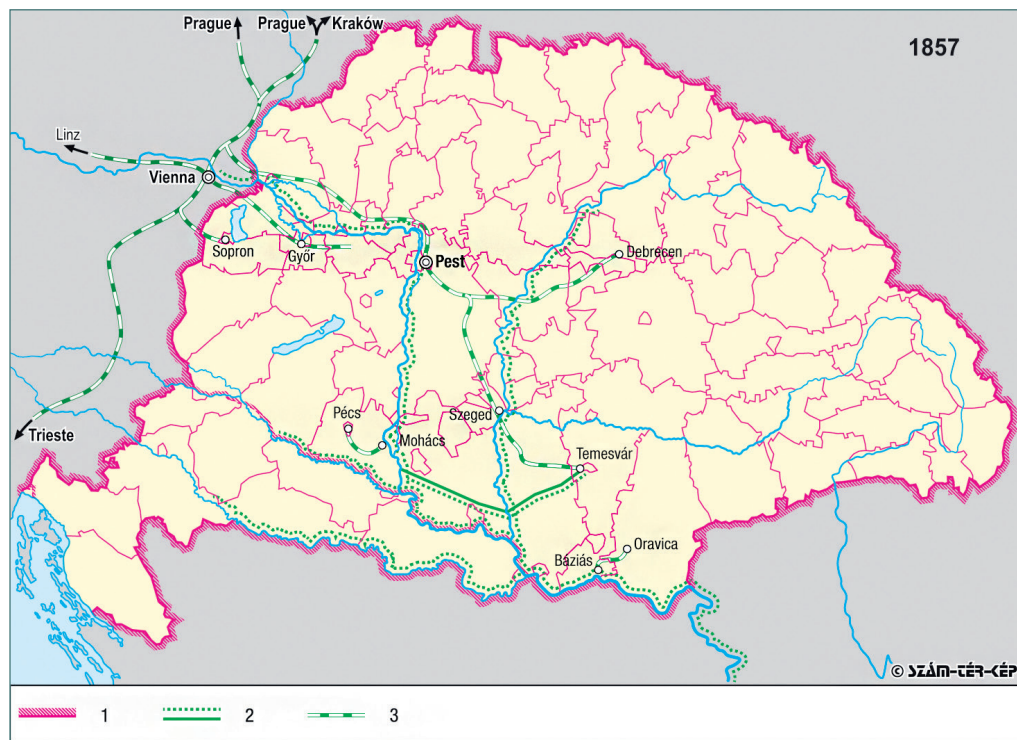 Prague
Prague
Kraków
1857
Linz
Vienna
Sopron
Győr
Pest
Debrecen
Trieste
Pécs
Mohács
Szeged
Temesvár
Báziás
Oravica
© SZÁM-TÉR-KÉP
1
2
3